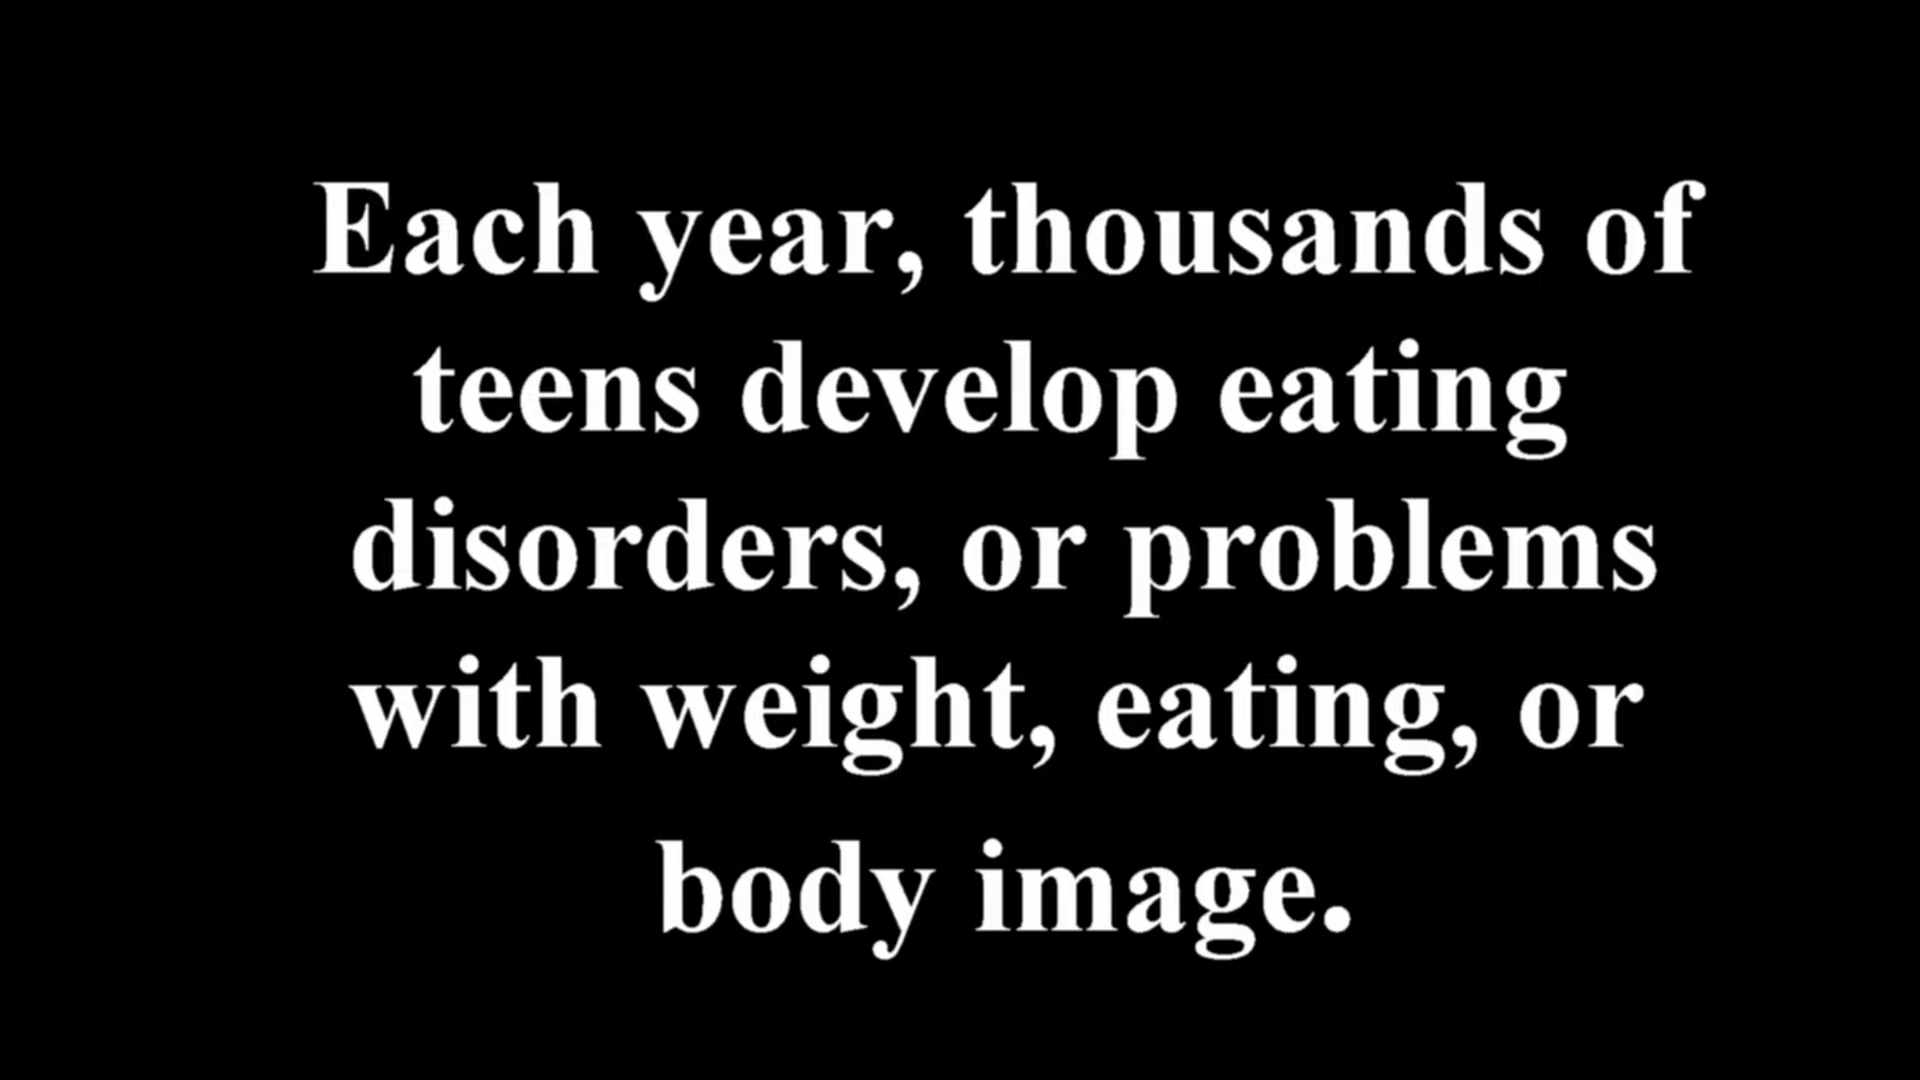 Each year, thousands of
teens develop eating
disorders, or problems
with weight, eating, or
body image.